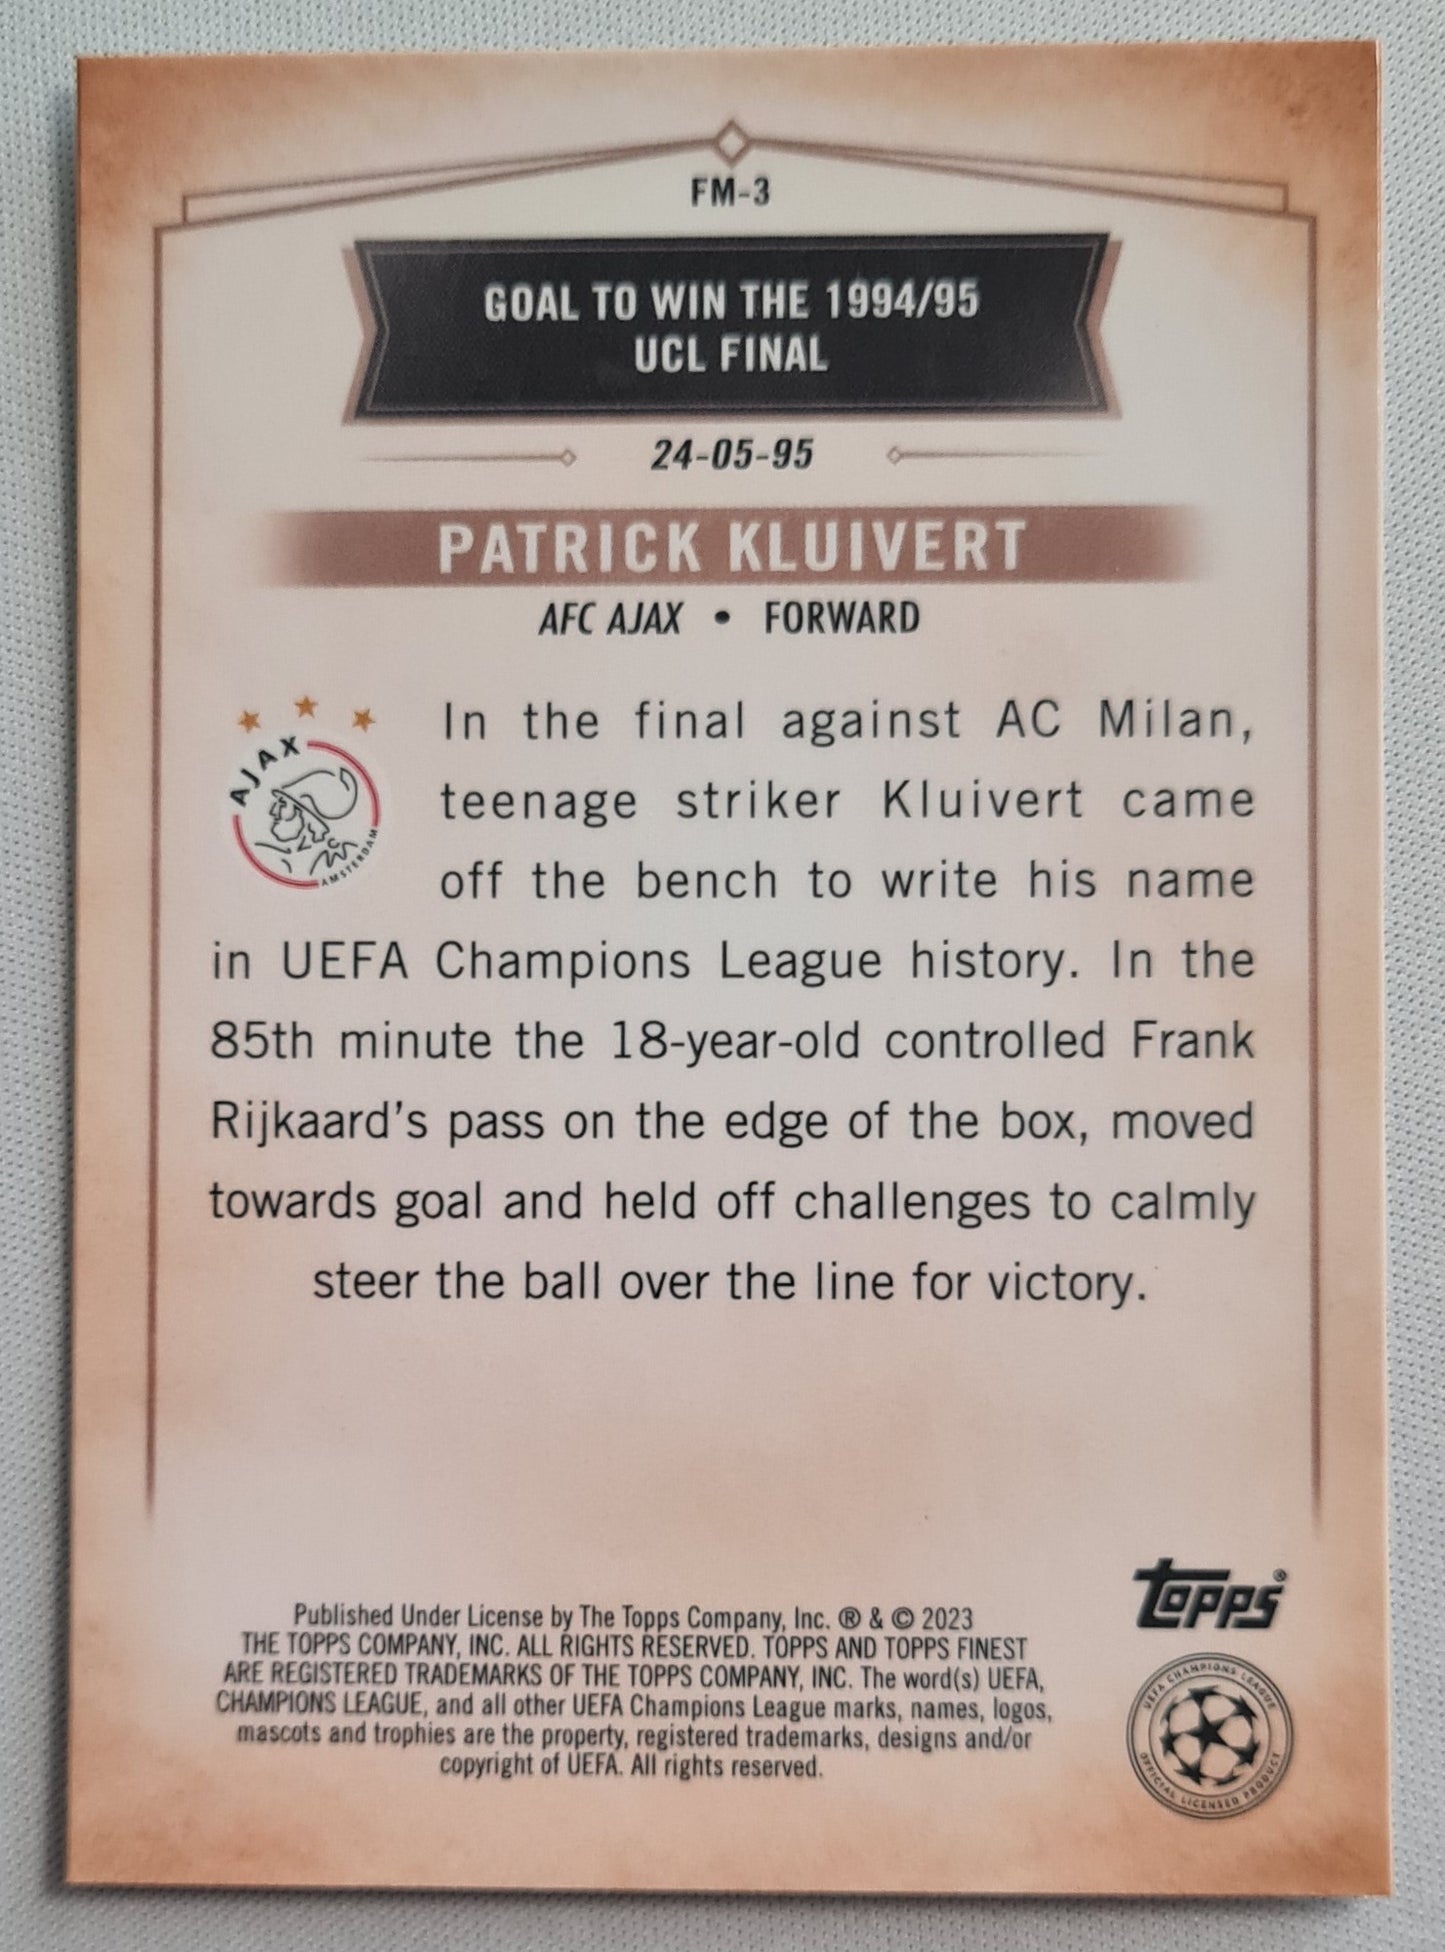 FM-3
GOAL TO WIN THE 1994/95
UCL FINAL
24-05-95
PATRICK KLUIVERT
AFC AJAX • FORWARD
AJAX
AMSTERDAM
In the final against AC Milan,
teenage striker Kluivert came
off the bench to write his name
in UEFA Champions League history. In the
85th minute the 18-year-old controlled Frank
Rijkaard's pass on the edge of the box, moved
towards goal and held off challenges to calmly
steer the ball over the line for victory.
Published Under License by The Topps Company, Inc. ® & © 2023
THE TOPPS COMPANY, INC. ALL RIGHTS RESERVED. TOPPS AND TOPPS FINEST
ARE REGISTERED TRADEMARKS OF THE TOPPS COMPANY, INC. The word(s) UEFA,
CHAMPIONS LEAGUE, and all other UEFA Champions League marks, names, logos,
mascots and trophies are the property, registered trademarks, designs and/or
copyright of UEFA. All rights reserved.
Topps®
UEFA CHAMPIONS LEAGUE
OFFICIAL LICENSED PRODUCT